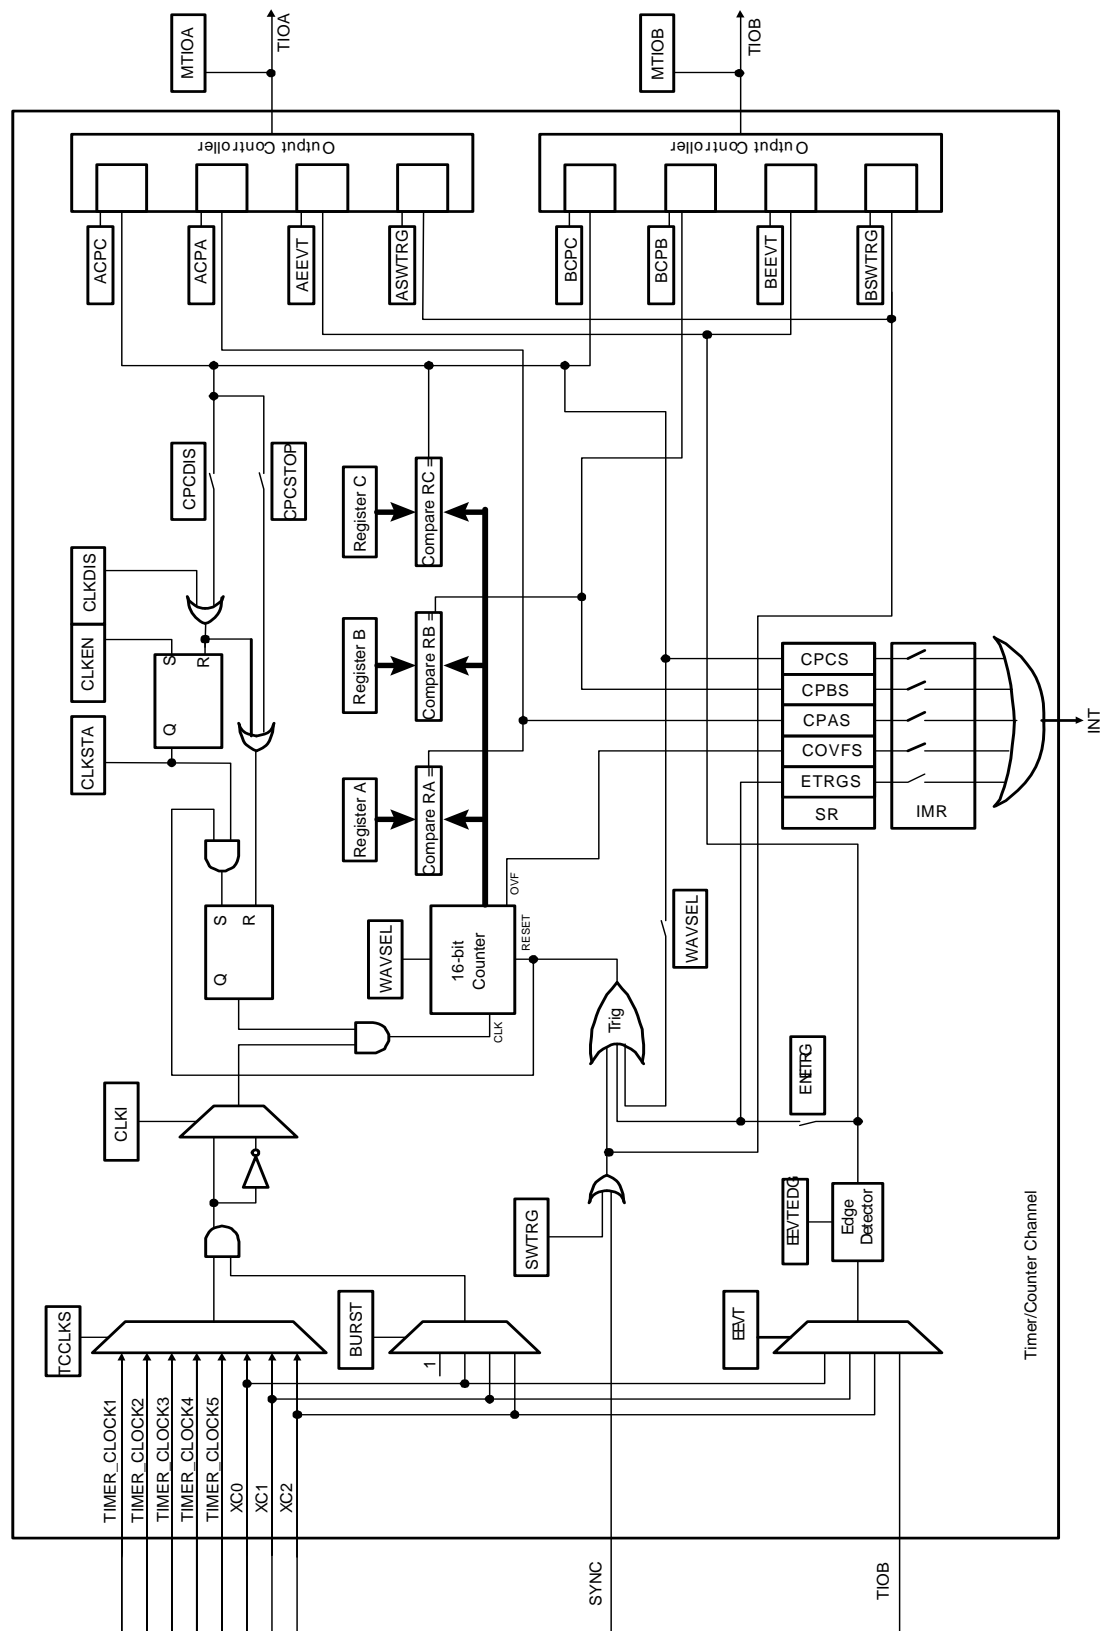 MTIOA
TIOA
MTIOB
TIOB
Output Controller
Output Controller
ACPC
ACPA
AEEVT
ASWTRG
BCPC
BCPB
BEEVT
BSWTRG
CPCDIS
CPCSTOP
CLKDIS
CLKEN
CLKSTA
S
R
Q
S
R
Q
Register C
Compare RC =
Register B
Compare RB =
Register A
Compare RA =
CPCS
CPBS
CPAS
COVFS
ETRGS
SR
IMR
INT
WAVSEL
16-bit
Counter
OVF
RESET
CLK
WAVSEL
Trig
CLKI
ENETRG
SWTRG
EEVTEDG
Edge
Detector
TCCLKS
BURST
1
EEVT
Timer/Counter Channel
TIMER_CLOCK1
TIMER_CLOCK2
TIMER_CLOCK3
TIMER_CLOCK4
TIMER_CLOCK5
XC0
XC1
XC2
SYNC
TIOB